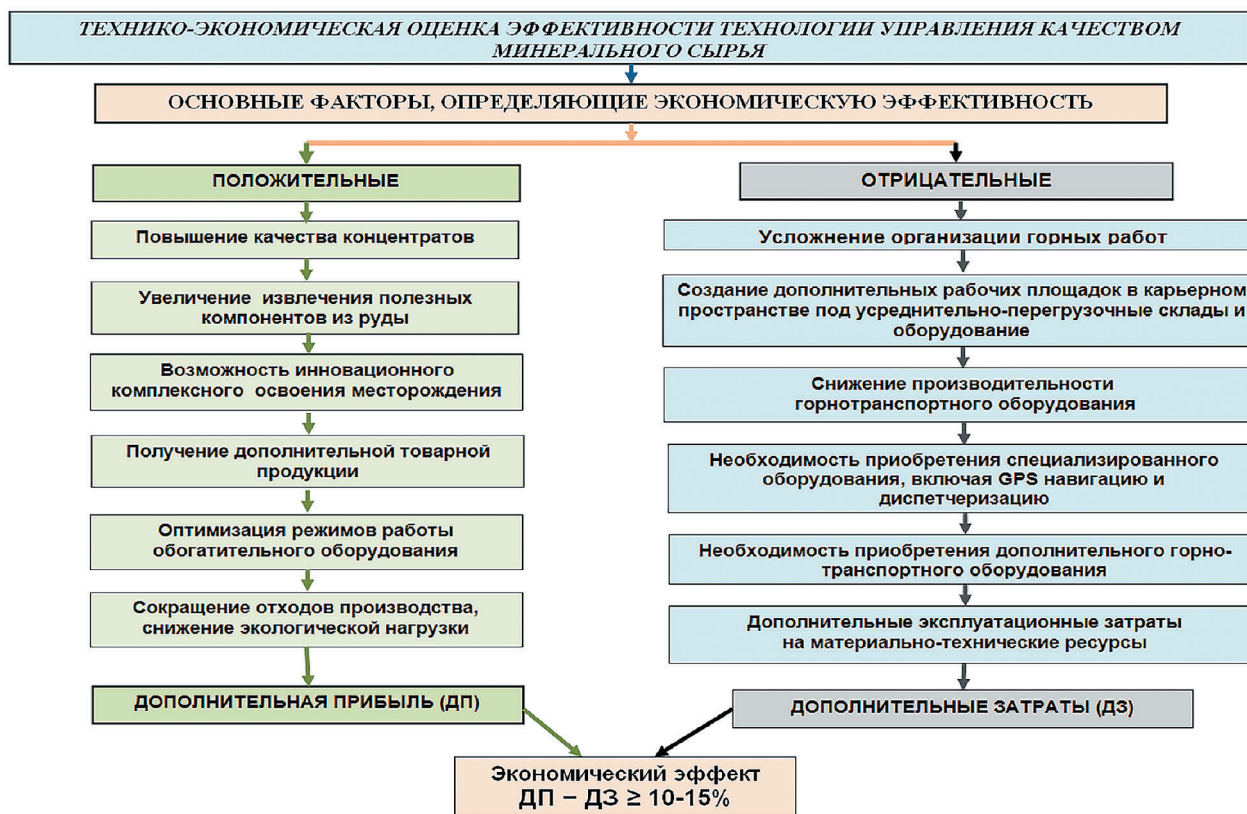 ТЕХНИКО-ЭКОНОМИЧЕСКАЯ ОЦЕНКА ЭФФЕКТИВНОСТИ ТЕХНОЛОГИИ УПРАВЛЕНИЯ КАЧЕСТВОМ
МИНЕРАЛЬНОГО СЫРЬЯ
ОСНОВНЫЕ ФАКТОРЫ, ОПРЕДЕЛЯЮЩИЕ ЭКОНОМИЧЕСКУЮ ЭФФЕКТИВНОСТЬ
ПОЛОЖИТЕЛЬНЫЕ
Повышение качества концентратов
Увеличение извлечения полезных
компонентов из руды
Возможность инновационного
комплексного освоения месторождения
Получение дополнительной товарной
продукции
Оптимизация режимов работы
обогатительного оборудования
Сокращение отходов производства,
снижение экологической нагрузки
ДОПОЛНИТЕЛЬНАЯ ПРИБЫЛЬ (ДП)
ОТРИЦАТЕЛЬНЫЕ
Усложнение организации горных работ
Создание дополнительных рабочих площадок в карьерном
пространстве под усреднительно-перегрузочные склады и
оборудование
Снижение производительности
горнотранспортного оборудования
Необходимость приобретения специализированного
оборудования, включая GPS навигацию и
диспетчеризацию
Необходимость приобретения дополнительного горно-
транспортного оборудования
Дополнительные эксплуатационные затраты
на материально-технические ресурсы
ДОПОЛНИТЕЛЬНЫЕ ЗАТРАТЫ (ДЗ)
Экономический эффект
ДП – ДЗ ≥ 10-15%